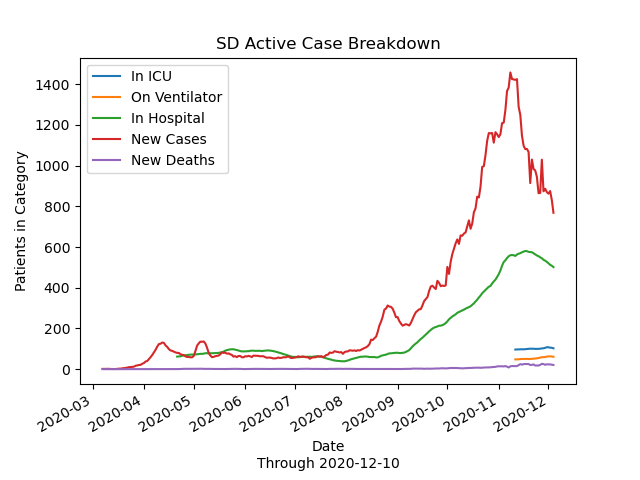 SD Active Case Breakdown
In ICU
On Ventilator
In Hospital
New Cases
New Deaths
Patients in Category
1400
1200
1000
800
600
400
200
0
2020-03
2020-04
2020-05
2020-06
2020-07
2020-08
2020-09
2020-10
2020-11
2020-12
Date
Through 2020-12-10